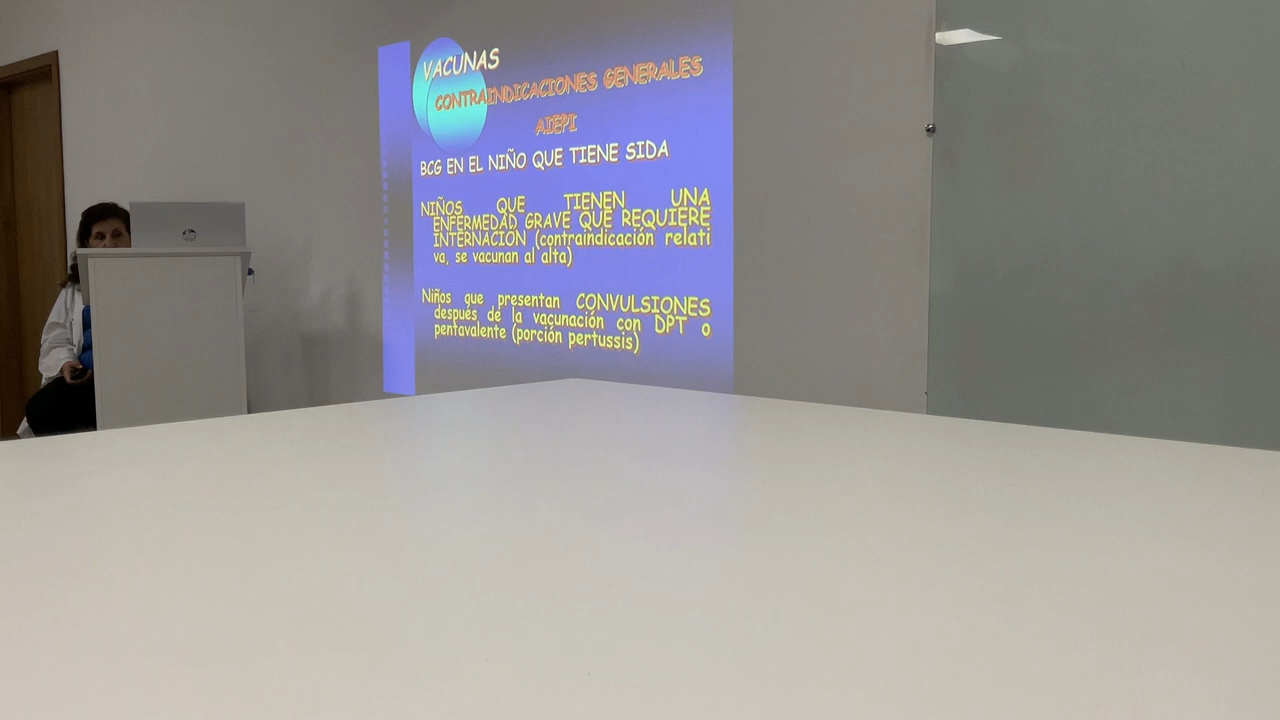 VACUNAS
CONTRAINDICACIONES GENERALES
AIEPI
BCG EN EL NIÑO QUE TIENE SIDA
NIÑOS QUE TIENEN UNA
ENFERMEDAD GRAVE QUE REQUIERE
INTERNACIÓN (contraindicación relati
va, se vacunan al alta)
Niños que presentan CONVULSIONES
después de la vacunación con DPT o
pentavalente (porción pertussis)